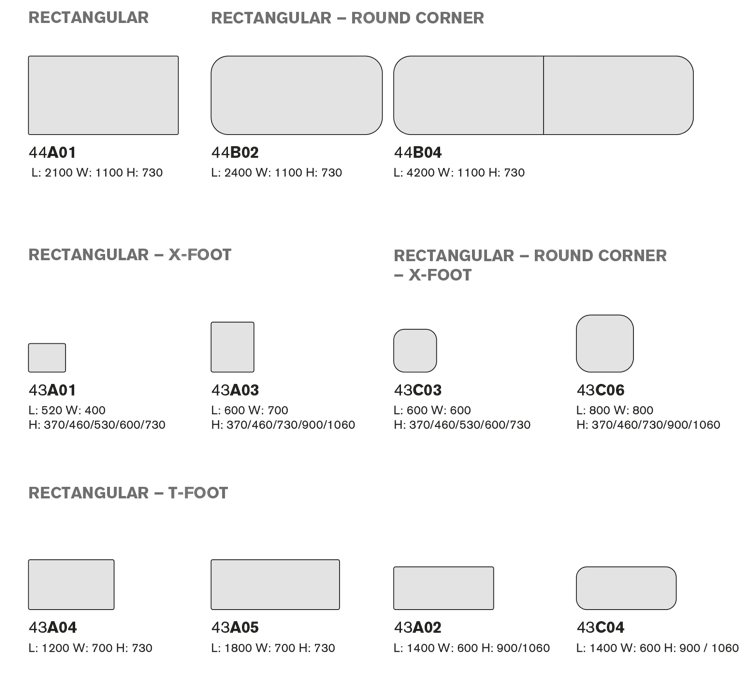 RECTANGULAR
RECTANGULAR – ROUND CORNER
44A01
L: 2100 W: 1100 H: 730
44B02
L: 2400 W: 1100 H: 730
44B04
L: 4200 W: 1100 H: 730
RECTANGULAR – X-FOOT
RECTANGULAR – ROUND CORNER
– X-FOOT
43A01
L: 520 W: 400
H: 370/460/530/600/730
43A03
L: 600 W: 700
H: 370/460/730/900/1060
43C03
L: 600 W: 600
H: 370/460/530/600/730
43C06
L: 800 W: 800
H: 370/460/730/900/1060
RECTANGULAR – T-FOOT
43A04
L: 1200 W: 700 H: 730
43A05
L: 1800 W: 700 H: 730
43A02
L: 1400 W: 600 H: 900/1060
43C04
L: 1400 W: 600 H: 900 / 1060